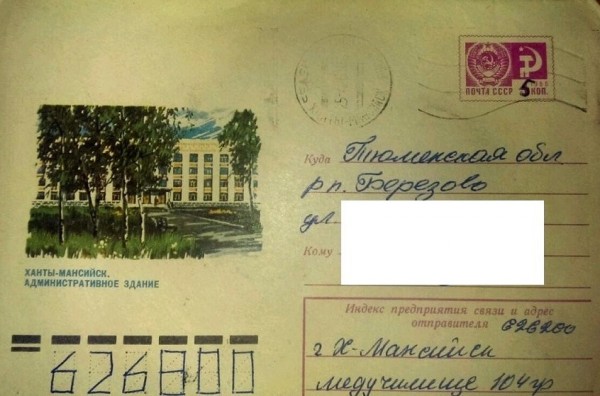 ПОЧТА СССР
5 КОП.
Куда Тюменская обл
р.п. Березово
ул
Кому
ХАНТЫ-МАНСИЙСК.
АДМИНИСТРАТИВНОЕ ЗДАНИЕ
Индекс предприятия связи и адрес
отправителя 626200
г Х-Мансийск
медучилище 104 гр
626800